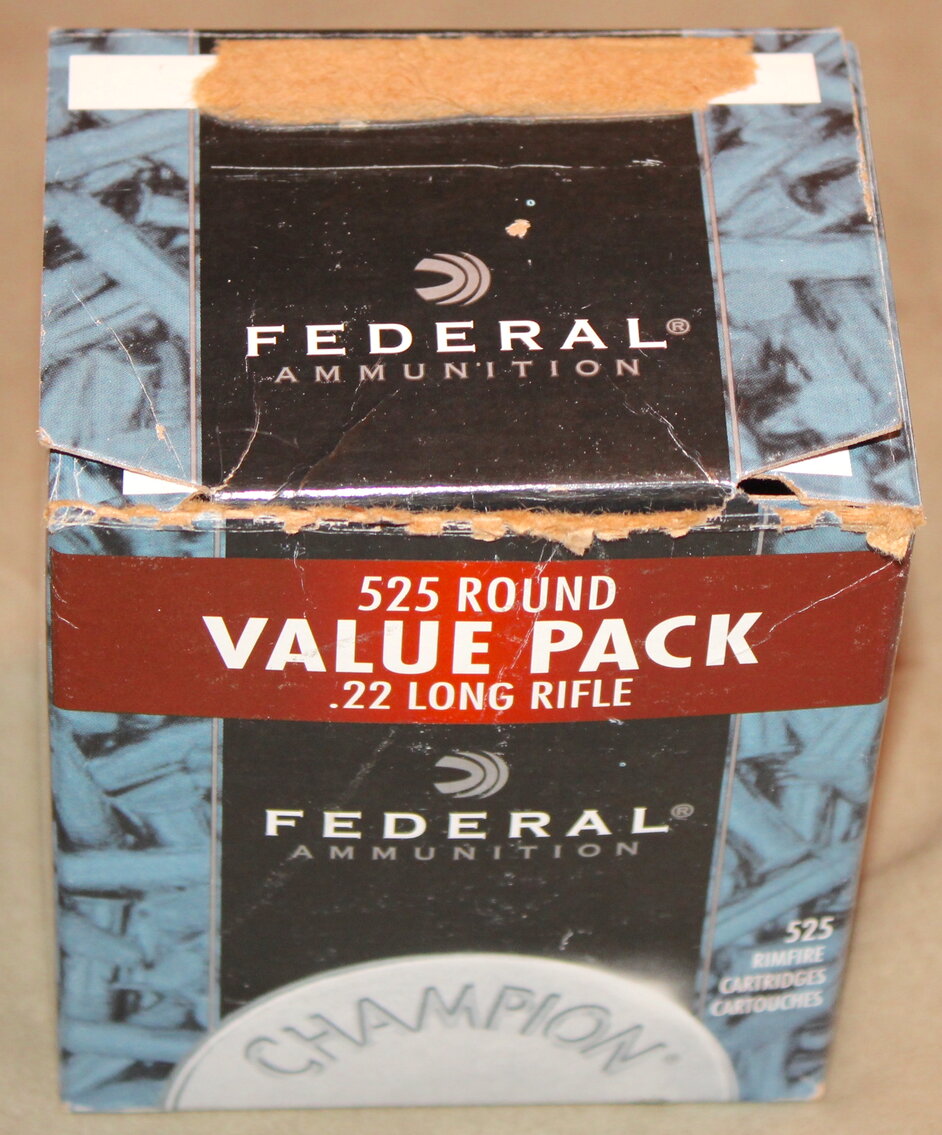 FEDERAL®
AMMUNITION
525 ROUND
VALUE PACK
.22 LONG RIFLE
FEDERAL®
AMMUNITION
525
RIMFIRE
CARTRIDGES
CARTOUCHES
CHAMPION